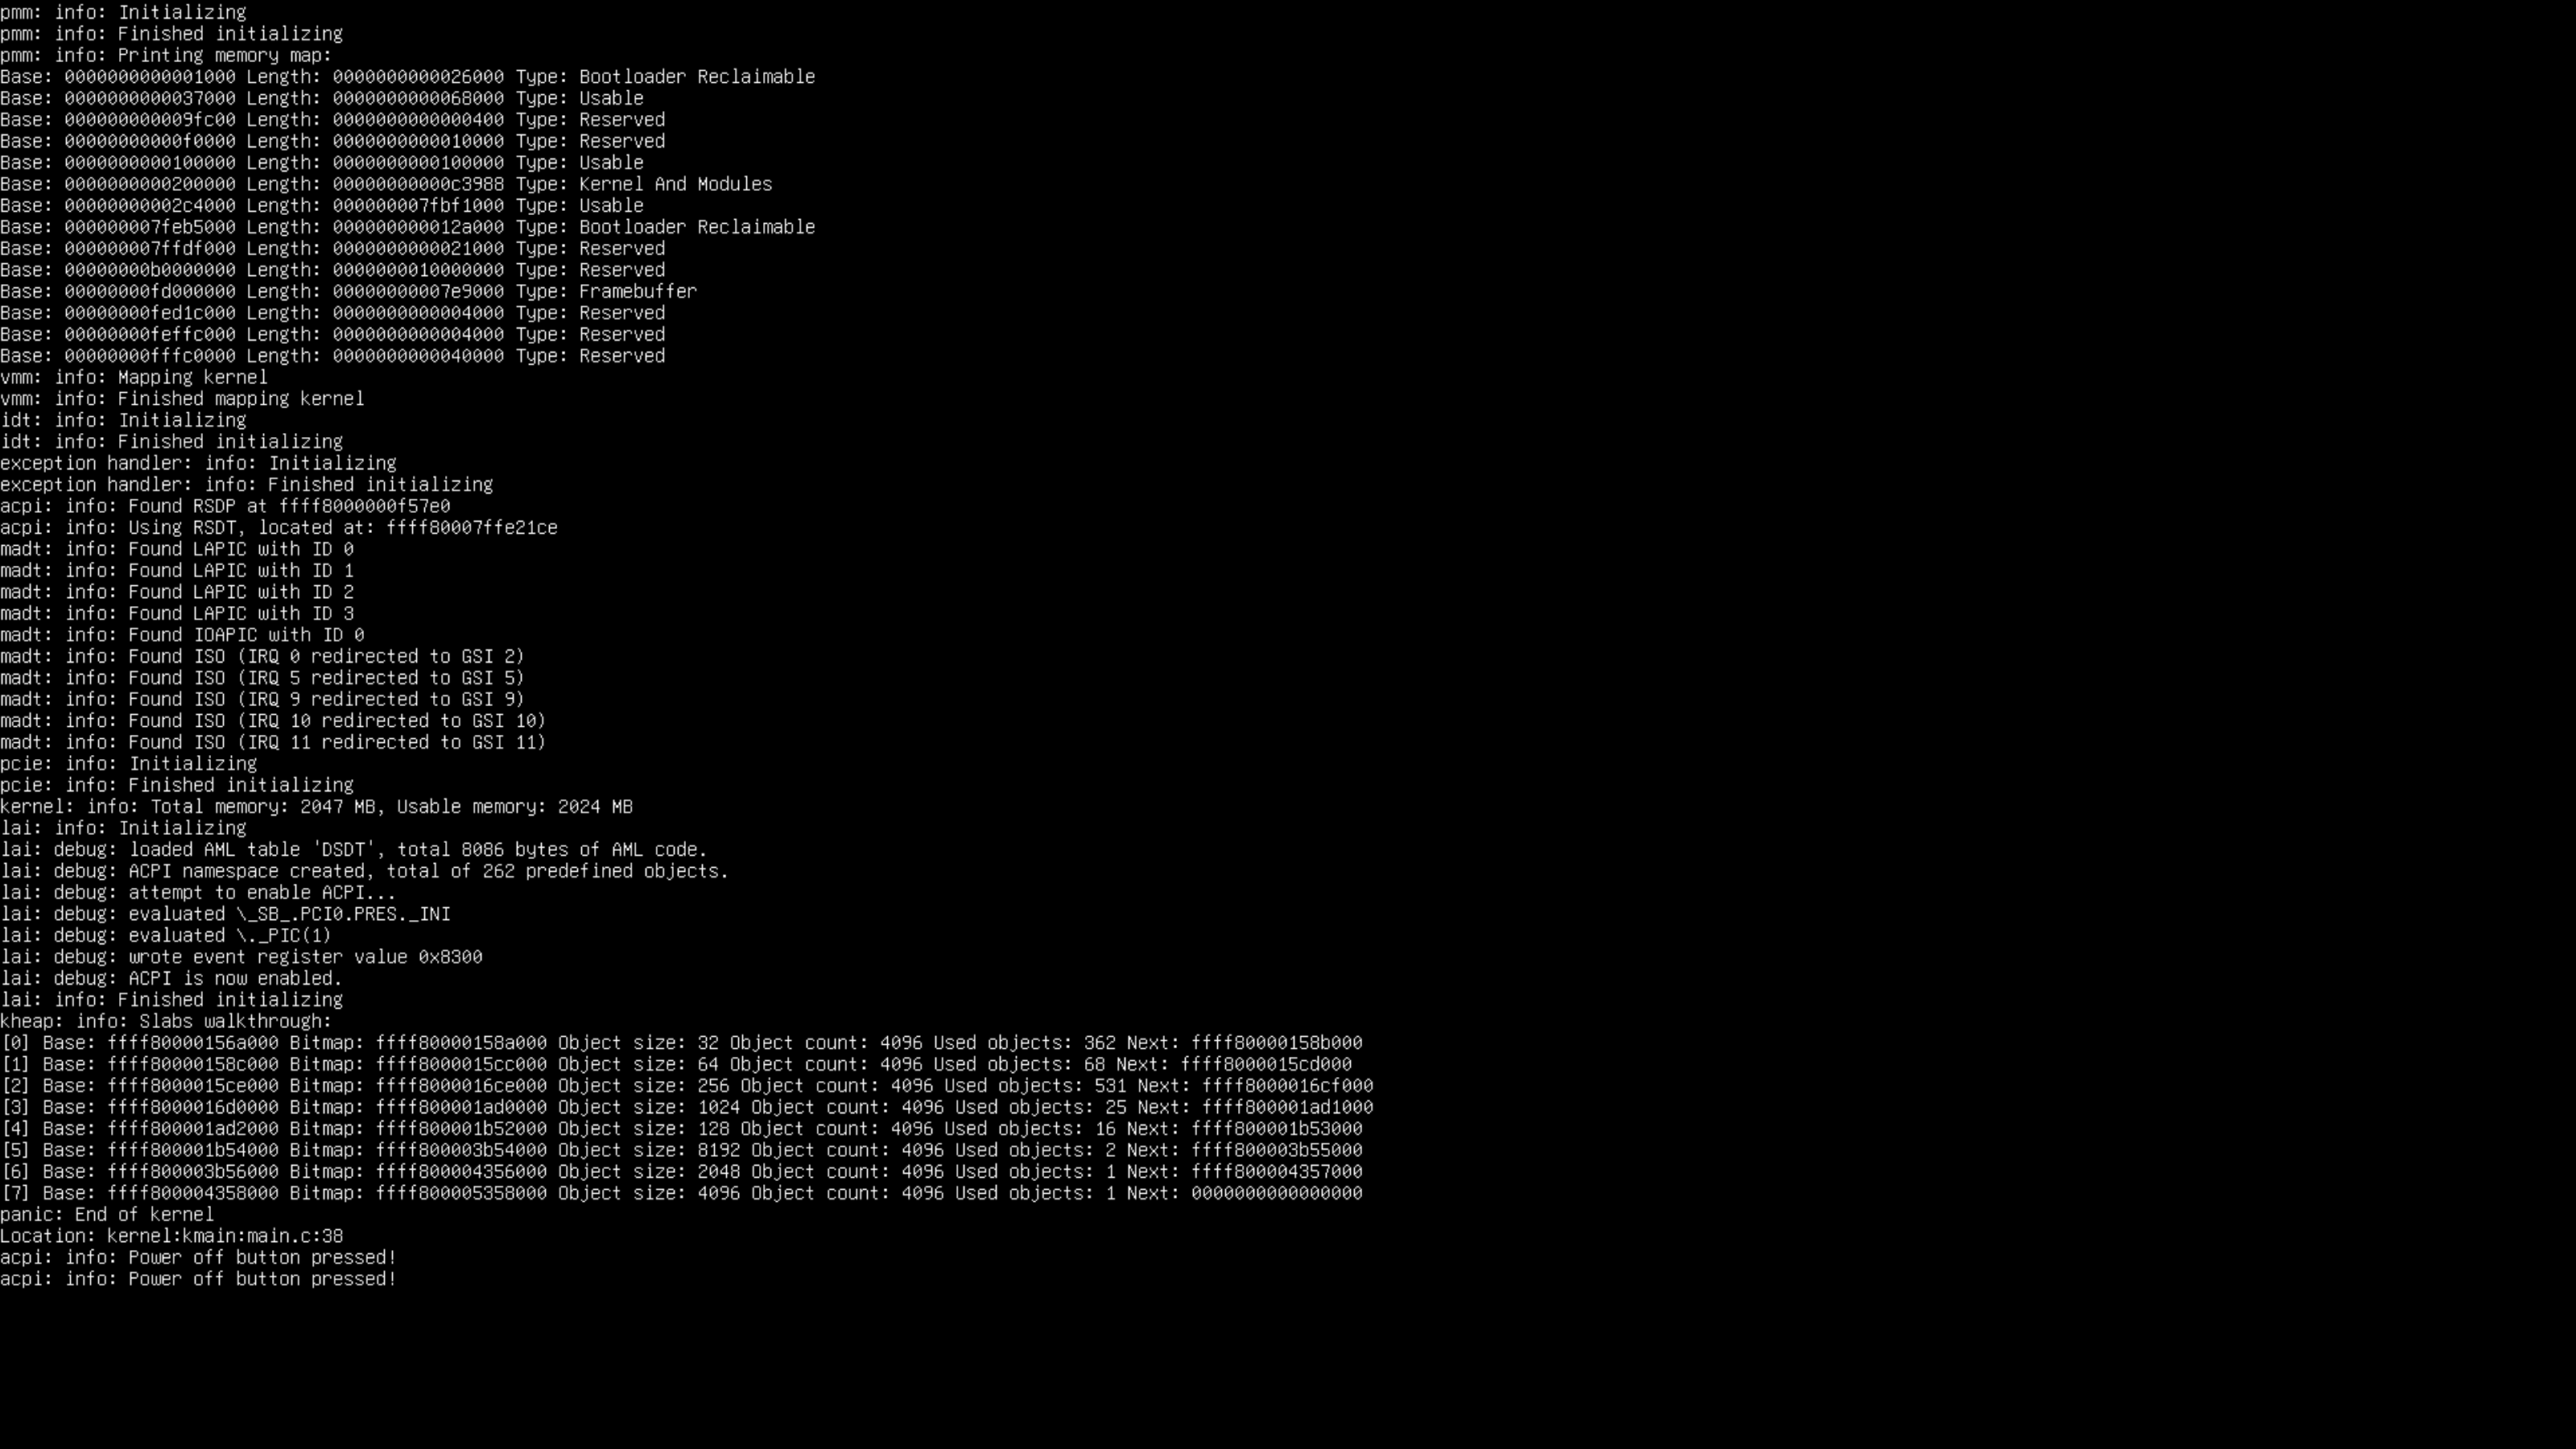 pmm: info: Initializing
pmm: info: Finished initializing
pmm: info: Printing memory map:
Base: 0000000000001000 Length: 0000000000026000 Type: Bootloader Reclaimable
Base: 0000000000037000 Length: 0000000000068000 Type: Usable
Base: 000000000009fc00 Length: 0000000000000400 Type: Reserved
Base: 00000000000f0000 Length: 0000000000010000 Type: Reserved
Base: 0000000000100000 Length: 0000000000100000 Type: Usable
Base: 0000000000200000 Length: 00000000000c3988 Type: Kernel And Modules
Base: 00000000002c4000 Length: 000000007fbf1000 Type: Usable
Base: 000000007feb5000 Length: 000000000012a000 Type: Bootloader Reclaimable
Base: 000000007ffdf000 Length: 0000000000021000 Type: Reserved
Base: 00000000b0000000 Length: 0000000010000000 Type: Reserved
Base: 00000000fd000000 Length: 00000000007e9000 Type: Framebuffer
Base: 00000000fed1c000 Length: 0000000000004000 Type: Reserved
Base: 00000000feffc000 Length: 0000000000004000 Type: Reserved
Base: 00000000fffc0000 Length: 0000000000040000 Type: Reserved
vmm: info: Mapping kernel
vmm: info: Finished mapping kernel
idt: info: Initializing
idt: info: Finished initializing
exception handler: info: Initializing
exception handler: info: Finished initializing
acpi: info: Found RSDP at ffff8000000f57e0
acpi: info: Using RSDT, located at: ffff80007ffe21ce
madt: info: Found LAPIC with ID 0
madt: info: Found LAPIC with ID 1
madt: info: Found LAPIC with ID 2
madt: info: Found LAPIC with ID 3
madt: info: Found IOAPIC with ID 0
madt: info: Found ISO (IRQ 0 redirected to GSI 2)
madt: info: Found ISO (IRQ 5 redirected to GSI 5)
madt: info: Found ISO (IRQ 9 redirected to GSI 9)
madt: info: Found ISO (IRQ 10 redirected to GSI 10)
madt: info: Found ISO (IRQ 11 redirected to GSI 11)
pcie: info: Initializing
pcie: info: Finished initializing
kernel: info: Total memory: 2047 MB, Usable memory: 2024 MB
lai: info: Initializing
lai: debug: loaded AML table 'DSDT', total 8086 bytes of AML code.
lai: debug: ACPI namespace created, total of 262 predefined objects.
lai: debug: attempt to enable ACPI...
lai: debug: evaluated \_SB_.PCI0.PRES._INI
lai: debug: evaluated \._PIC(1)
lai: debug: wrote event register value 0x8300
lai: debug: ACPI is now enabled.
lai: info: Finished initializing
kheap: info: Slabs walkthrough:
[0] Base: ffff80000156a000 Bitmap: ffff80000158a000 Object size: 32 Object count: 4096 Used objects: 362 Next: ffff80000158b000
[1] Base: ffff80000158c000 Bitmap: ffff8000015cc000 Object size: 64 Object count: 4096 Used objects: 68 Next: ffff8000015cd000
[2] Base: ffff8000015ce000 Bitmap: ffff8000016ce000 Object size: 256 Object count: 4096 Used objects: 531 Next: ffff8000016cf000
[3] Base: ffff8000016d0000 Bitmap: ffff800001ad0000 Object size: 1024 Object count: 4096 Used objects: 25 Next: ffff800001ad1000
[4] Base: ffff800001ad2000 Bitmap: ffff800001b52000 Object size: 128 Object count: 4096 Used objects: 16 Next: ffff800001b53000
[5] Base: ffff800001b54000 Bitmap: ffff800003b54000 Object size: 8192 Object count: 4096 Used objects: 2 Next: ffff800003b55000
[6] Base: ffff800003b56000 Bitmap: ffff800004356000 Object size: 2048 Object count: 4096 Used objects: 1 Next: ffff800004357000
[7] Base: ffff800004358000 Bitmap: ffff800005358000 Object size: 4096 Object count: 4096 Used objects: 1 Next: 0000000000000000
panic: End of kernel
Location: kernel:kmain:main.c:38
acpi: info: Power off button pressed!
acpi: info: Power off button pressed!